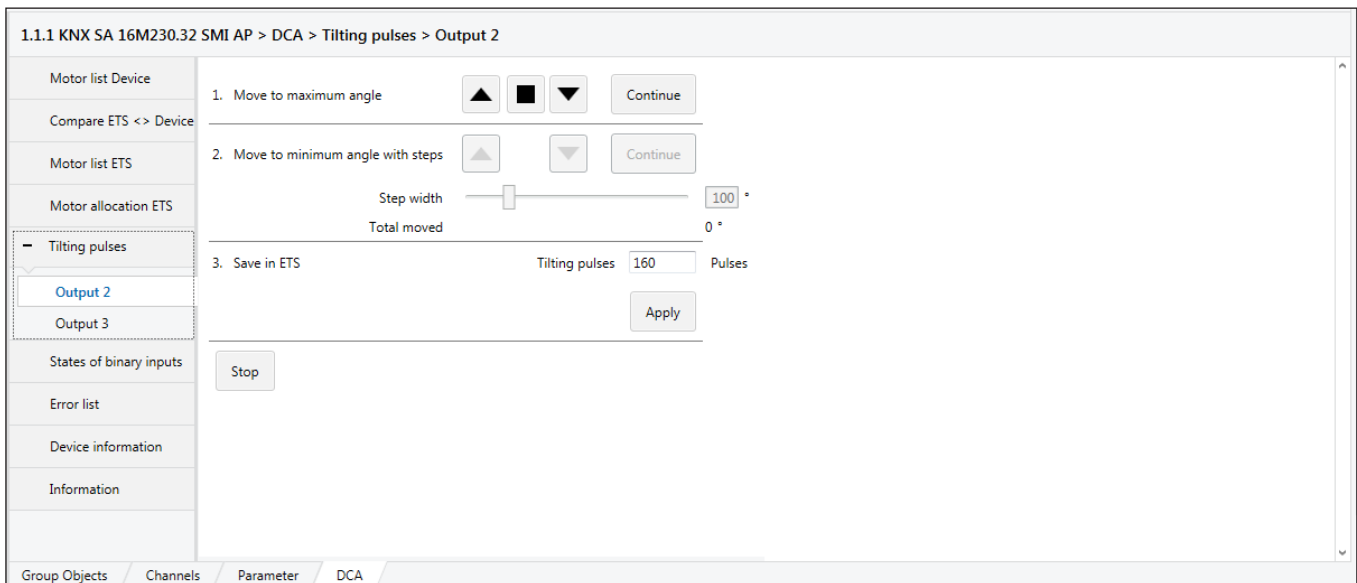 1.1.1 KNX SA 16M230.32 SMI AP > DCA > Tilting pulses > Output 2
Motor list Device
Compare ETS <> Device
Motor list ETS
Motor allocation ETS
Tilting pulses
Output 2
Output 3
States of binary inputs
Error list
Device information
Information
1. Move to maximum angle Continue
2. Move to minimum angle with steps Continue
Step width 100 °
Total moved 0 °
3. Save in ETS Tilting pulses 160 Pulses
Apply
Stop
Group Objects Channels Parameter DCA